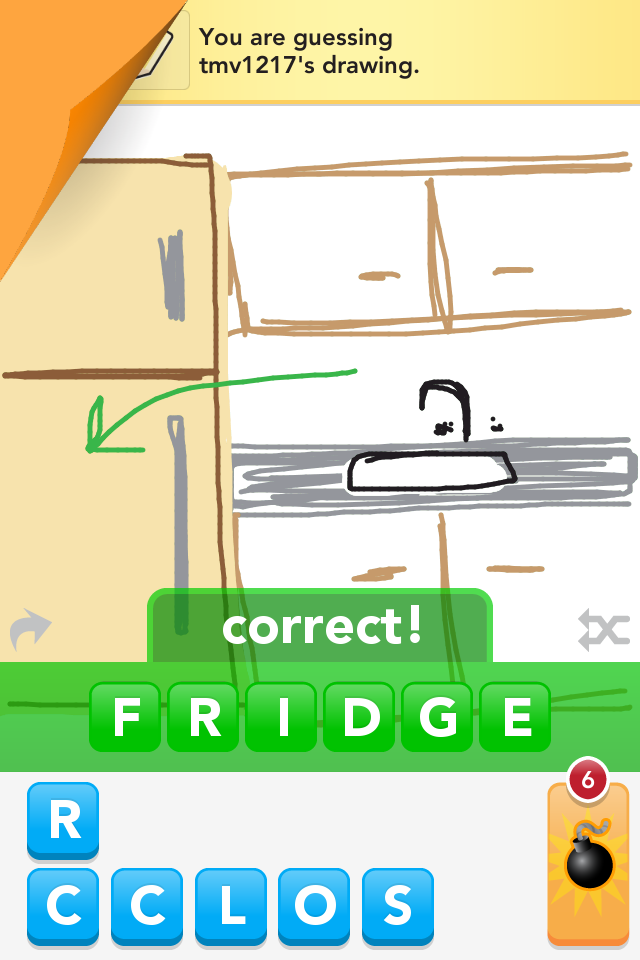 You are guessing
tmv1217's drawing.
correct!
F R I D G E
6
R
C C L O S